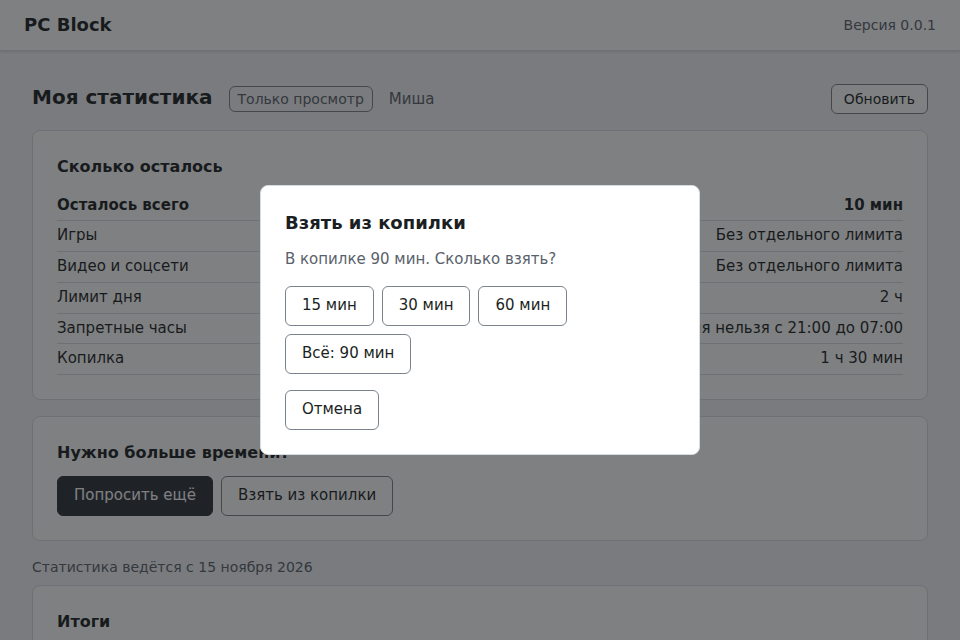 PC Block
Версия 0.0.1
Моя статистика
Только просмотр
Миша
Обновить
Сколько осталось
Осталось всего
10 мин
Игры
Без отдельного лимита
Видео и соцсети
Без отдельного лимита
Лимит дня
2 ч
Запретные часы
нельзя с 21:00 до 07:00
Копилка
1 ч 30 мин
Взять из копилки
В копилке 90 мин. Сколько взять?
15 мин
30 мин
60 мин
Всё: 90 мин
Отмена
Нужно больше времени?
Попросить ещё
Взять из копилки
Статистика ведётся с 15 ноября 2026
Итоги